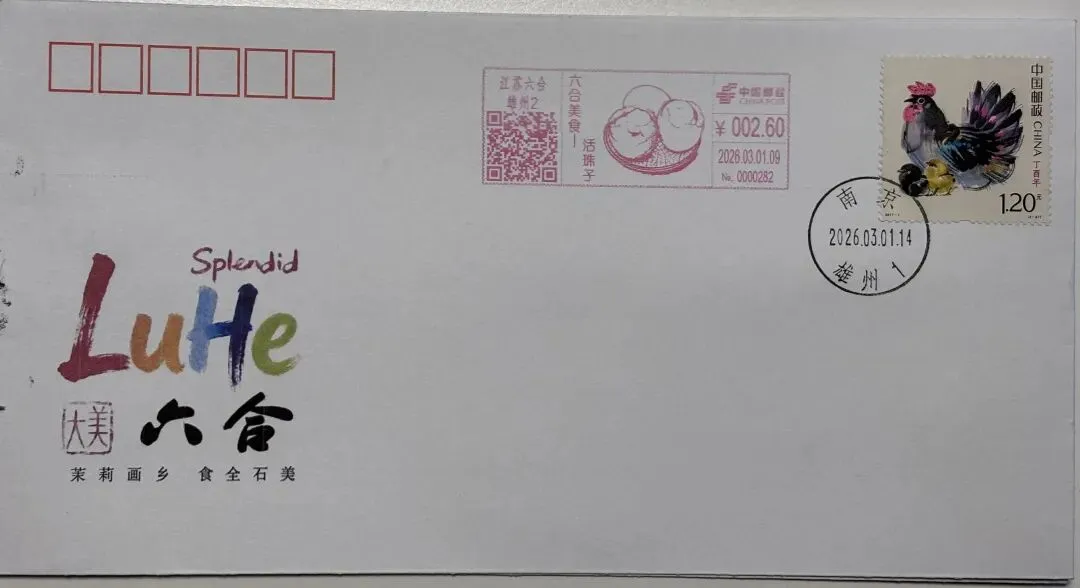 江苏六合
雄州2
六合美食—
活珠子
中国邮政
CHINA POST
¥ 002.60
2026.03.01.09
No. 0000282
中国邮政 CHINA 丁酉年
1.20元
南京
2026.03.01.14
雄州 1
Splendid
LuHe
大美 六合
茉莉画乡 食全石美